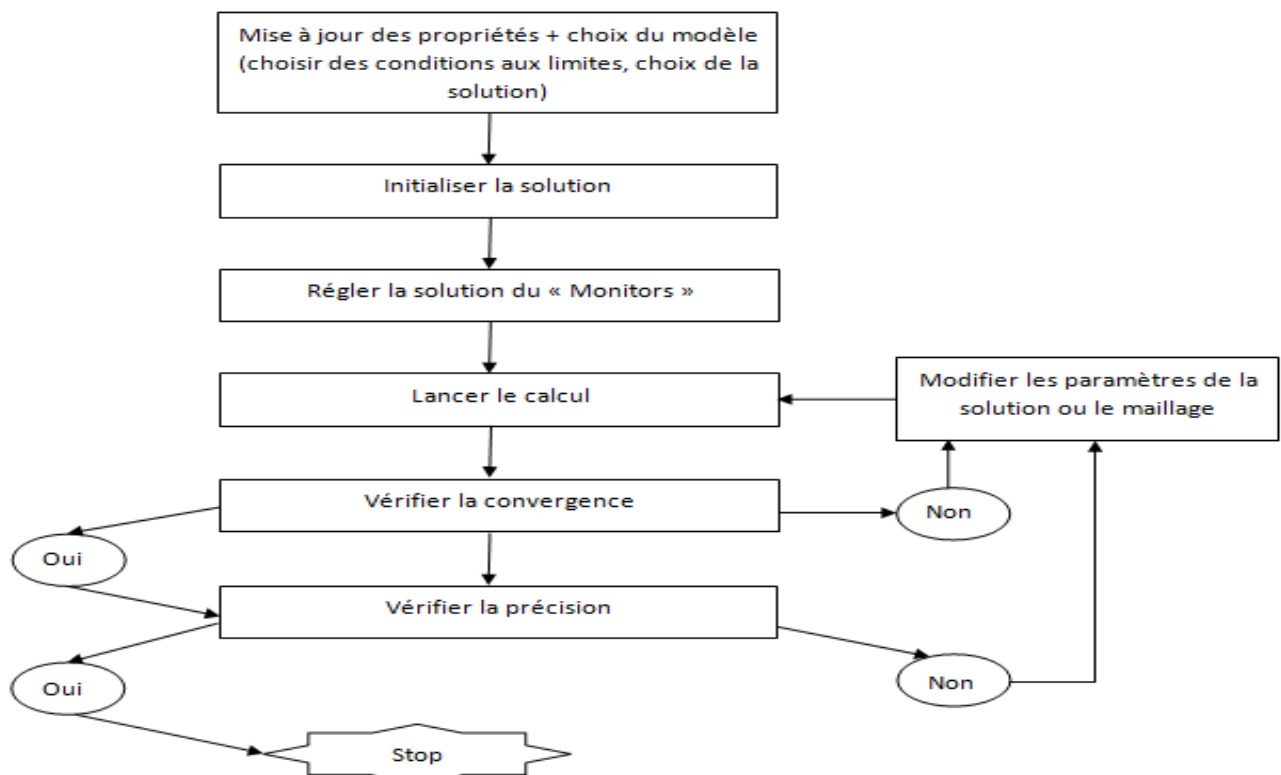 Mise à jour des propriétés + choix du modèle
(choisir des conditions aux limites, choix de la
solution)
Initialiser la solution
Régler la solution du « Monitors »
Lancer le calcul
Modifier les paramètres de la
solution ou le maillage
Vérifier la convergence
Non
Oui
Vérifier la précision
Oui
Non
Stop